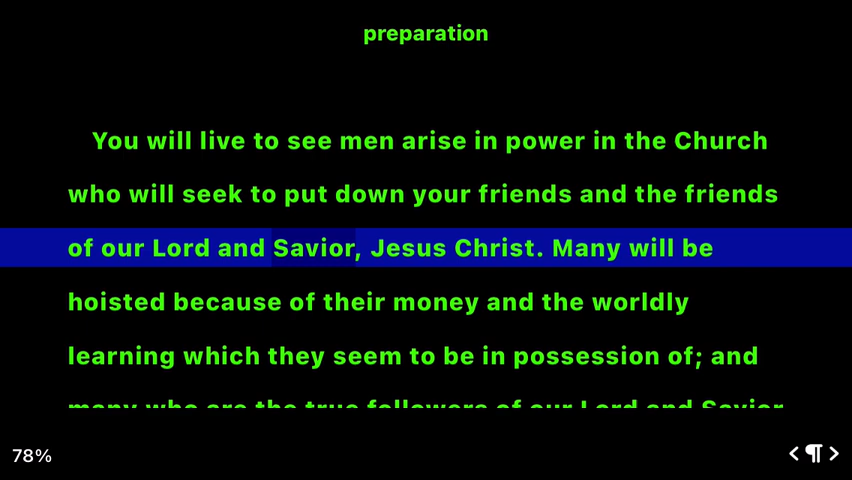 preparation
You will live to see men arise in power in the Church
who will seek to put down your friends and the friends
of our Lord and Savior, Jesus Christ. Many will be
hoisted because of their money and the worldly
learning which they seem to be in possession of; and
many who are the true followers of our Lord and Savior
78%
< ¶ >